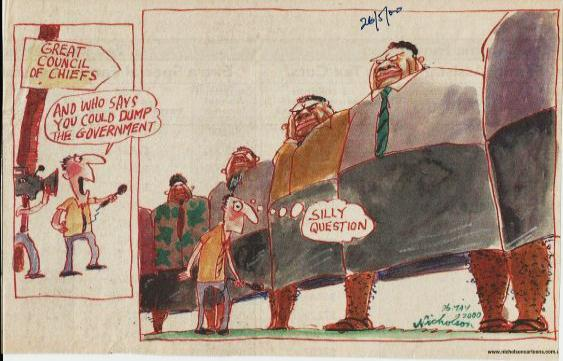 26/5/00
GREAT
COUNCIL
OF CHIEFS
AND WHO SAYS
YOU COULD DUMP
THE GOVERNMENT
SILLY
QUESTION
26 MAY
2000
Nicholson
www.nicholsoncartoons.com.